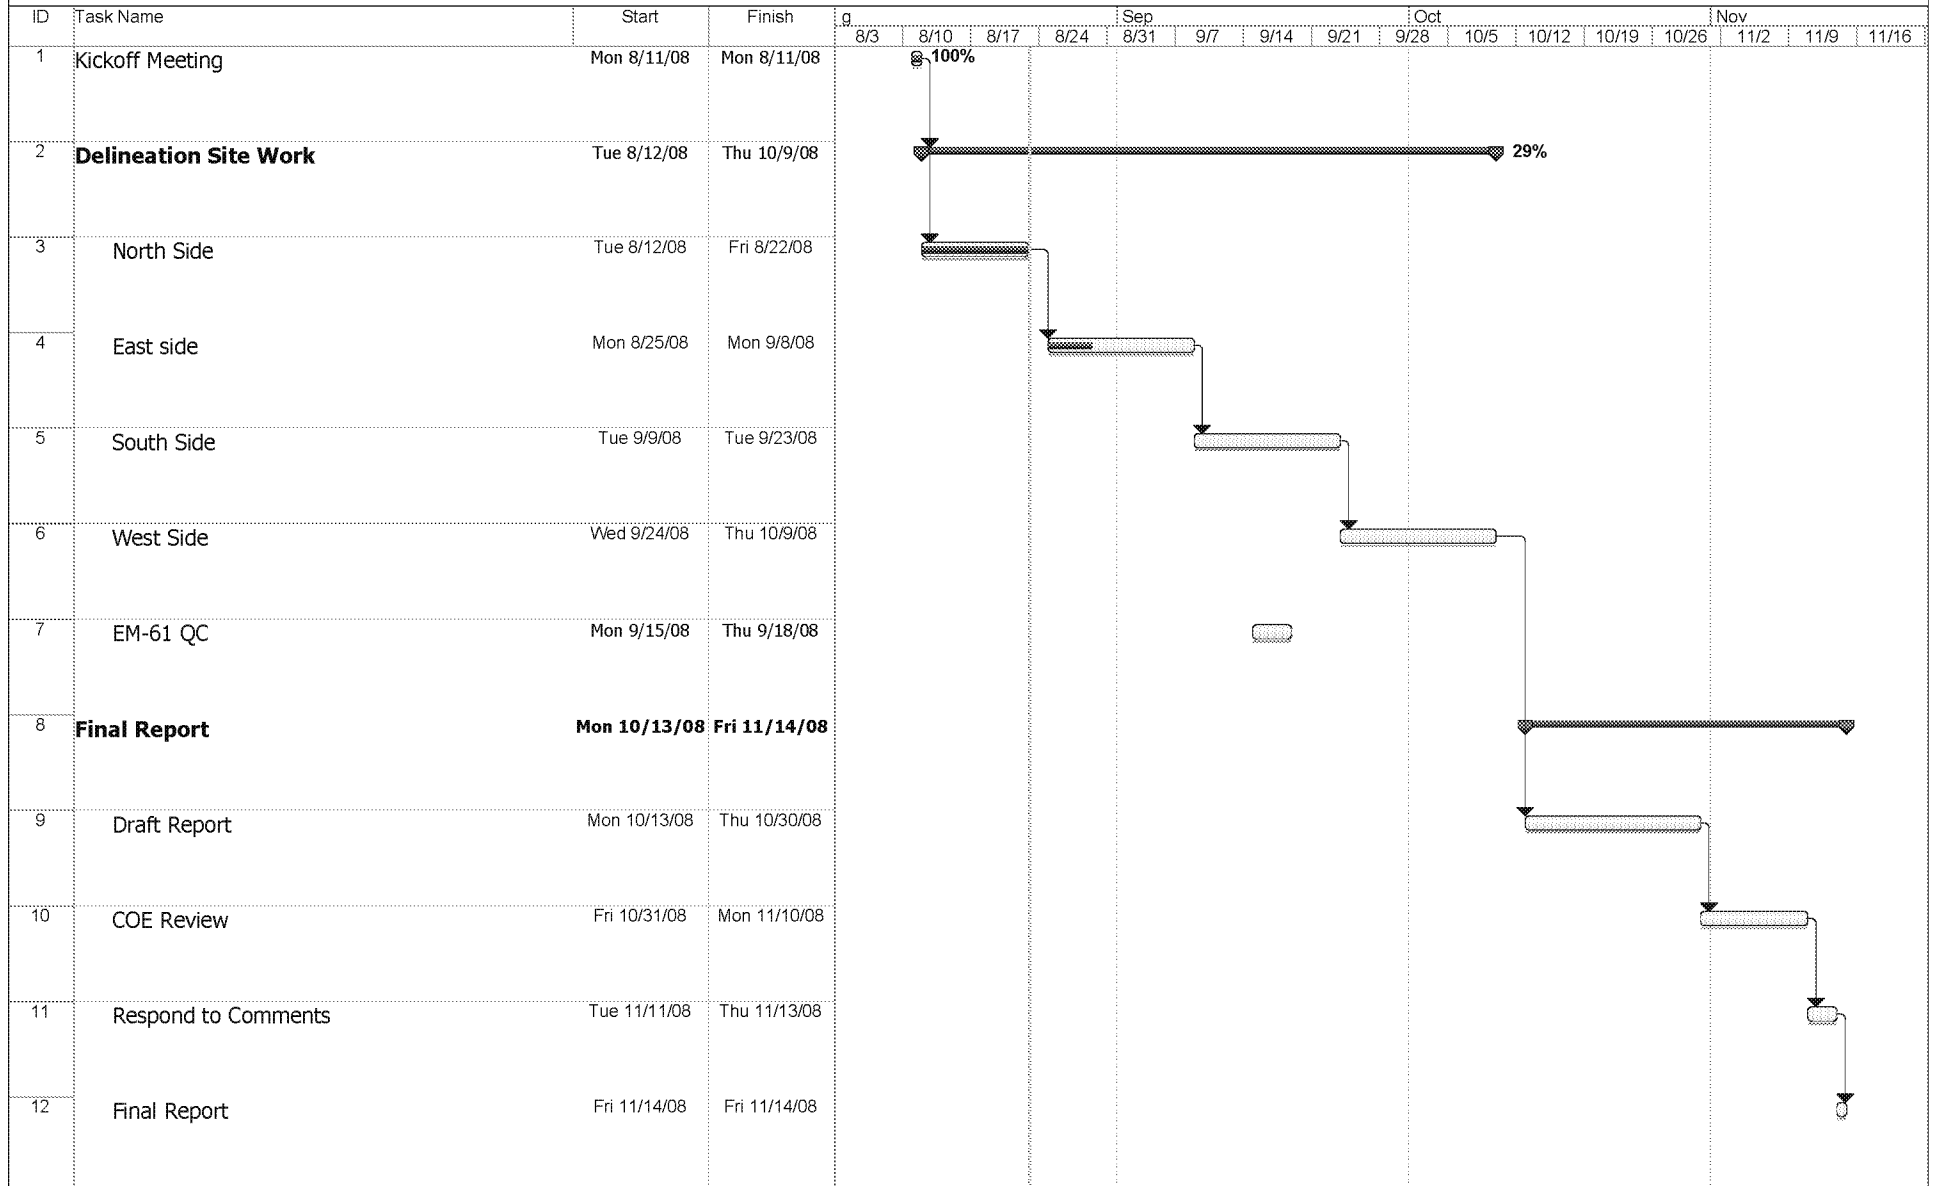 ID Task Name Start Finish g Sep Oct Nov
8/3 8/10 8/17 8/24 8/31 9/7 9/14 9/21 9/28 10/5 10/12 10/19 10/26 11/2 11/9 11/16
1 Kickoff Meeting Mon 8/11/08 Mon 8/11/08 100%
2 Delineation Site Work Tue 8/12/08 Thu 10/9/08 29%
3 North Side Tue 8/12/08 Fri 8/22/08
4 East side Mon 8/25/08 Mon 9/8/08
5 South Side Tue 9/9/08 Tue 9/23/08
6 West Side Wed 9/24/08 Thu 10/9/08
7 EM-61 QC Mon 9/15/08 Thu 9/18/08
8 Final Report Mon 10/13/08 Fri 11/14/08
9 Draft Report Mon 10/13/08 Thu 10/30/08
10 COE Review Fri 10/31/08 Mon 11/10/08
11 Respond to Comments Tue 11/11/08 Thu 11/13/08
12 Final Report Fri 11/14/08 Fri 11/14/08